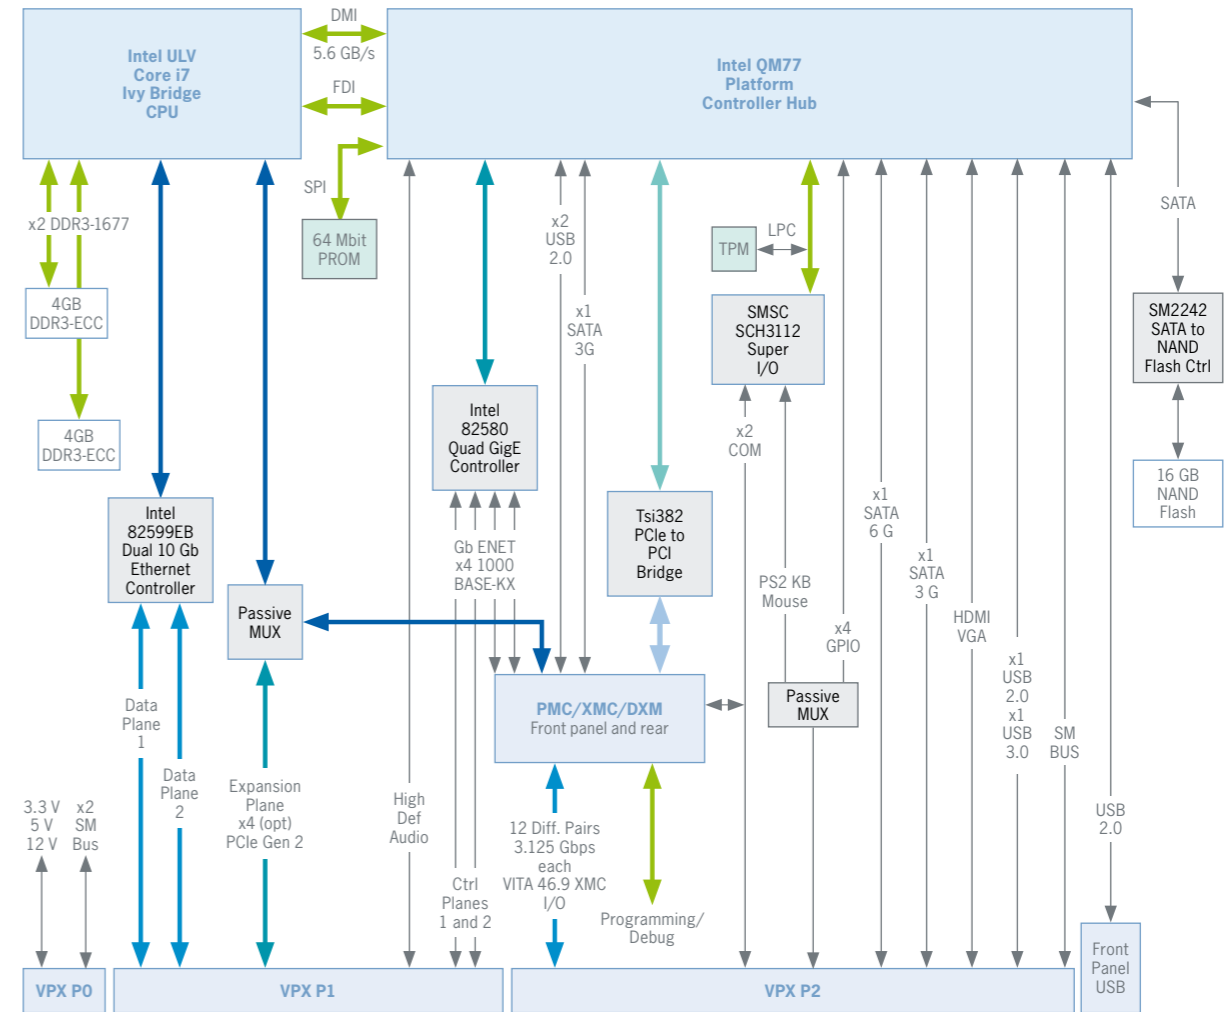 Intel ULV
Core i7
Ivy Bridge
CPU
DMI
5.6 GB/s
FDI
Intel QM77
Platform
Controller Hub
SPI
64 Mbit
PROM
x2 DDR3-1677
4GB
DDR3-ECC
4GB
DDR3-ECC
x2
USB
2.0
x1
SATA
3G
TPM
LPC
SMSC
SCH3112
Super
I/O
SATA
SM2242
SATA to
NAND
Flash Ctrl
16 GB
NAND
Flash
Intel
82580
Quad GigE
Controller
x2
COM
Intel
82599EB
Dual 10 Gb
Ethernet
Controller
Gb ENET
x4 1000
BASE-KX
Tsi382
PCIe to
PCI
Bridge
x1
SATA
6 G
x1
SATA
3 G
PS2 KB
Mouse
Passive
MUX
x4
GPIO
HDMI
VGA
x1
USB
2.0
x1
USB
3.0
PMC/XMC/DXM
Front panel and rear
Passive
MUX
SM
BUS
Data
Plane
1
Data
Plane
2
Expansion
Plane
x4 (opt)
PCIe Gen 2
High
Def
Audio
12 Diff. Pairs
3.125 Gbps
each
VITA 46.9 XMC
I/O
USB
2.0
3.3 V
5 V
12 V
x2
SM
Bus
Ctrl
Planes
1 and 2
Programming/
Debug
Front
Panel
USB
VPX P0
VPX P1
VPX P2